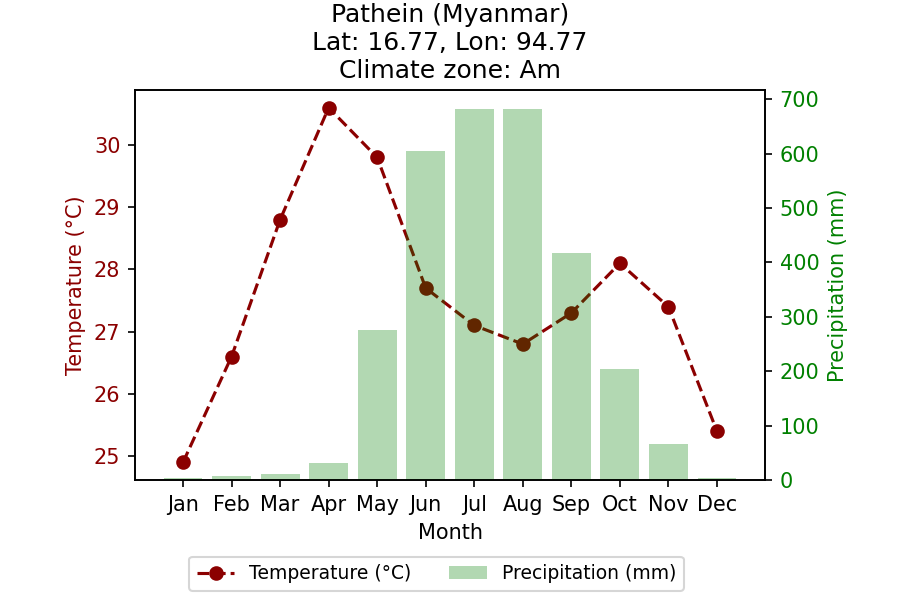 Pathein (Myanmar)
Lat: 16.77, Lon: 94.77
Climate zone: Am
Temperature (°C)
30
29
28
27
26
25
700
600
500
400
300
200
100
0
Precipitation (mm)
Jan Feb Mar Apr May Jun Jul Aug Sep Oct Nov Dec
Month
Temperature (°C) Precipitation (mm)